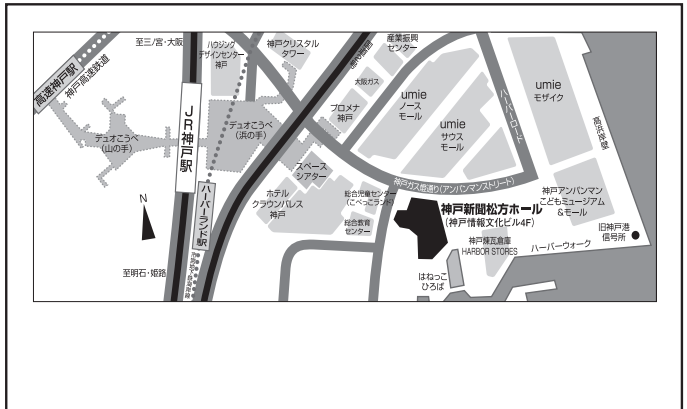 至三ノ宮・大阪
高速神戸駅
神戸高速鉄道
ハウジング
デザインセンター
神戸
神戸クリスタル
タワー
産業振興
センター
大阪ガス
プロメナ
神戸
umie
ノース
モール
umie
サウス
モール
umie
モザイク
ハーバーロード
高浜岸壁
デュオこうべ
(山の手)
JR神戸駅
デュオこうべ
(浜の手)
スペース
シアター
神戸ガス燈通り(アンパンマンストリート)
N
ハーバーランド駅
ホテル
クラウンパレス
神戸
総合児童センター
(こべっこランド)
総合教育
センター
神戸新聞松方ホール
(神戸情報文化ビル4F)
神戸アンパンマン
こどもミュージアム
&モール
旧神戸港
信号所
神戸煉瓦倉庫
HARBOR STORES
ハーバーウォーク
至明石・姫路
はねっこ
ひろば